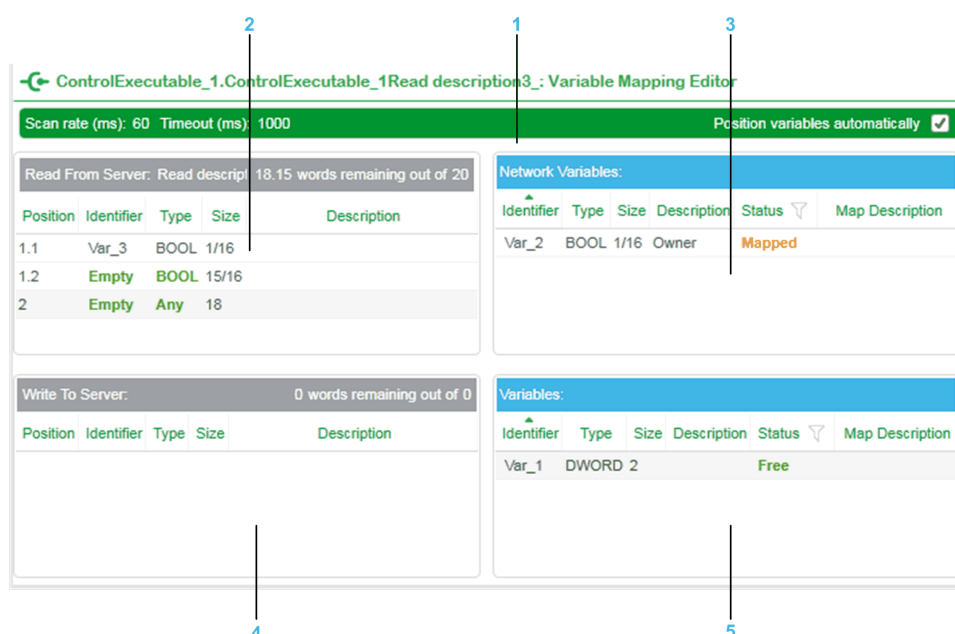 2 1 3
ControlExecutable_1.ControlExecutable_1Read description3_: Variable Mapping Editor
Scan rate (ms): 60 Timeout (ms): 1000 Position variables automatically
Read From Server: Read descript 18.15 words remaining out of 20
Position Identifier Type Size Description
1.1 Var_3 BOOL 1/16
1.2 Empty BOOL 15/16
2 Empty Any 18
Network Variables:
Identifier Type Size Description Status Map Description
Var_2 BOOL 1/16 Owner Mapped
Write To Server: 0 words remaining out of 0
Position Identifier Type Size Description
Variables:
Identifier Type Size Description Status Map Description
Var_1 DWORD 2 Free
4 5